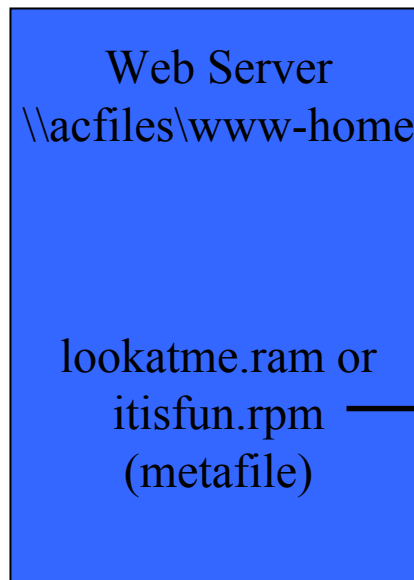 Web Server
\\acfiles\www-home
lookatme.ram or
itisfun.rpm
(metafile)